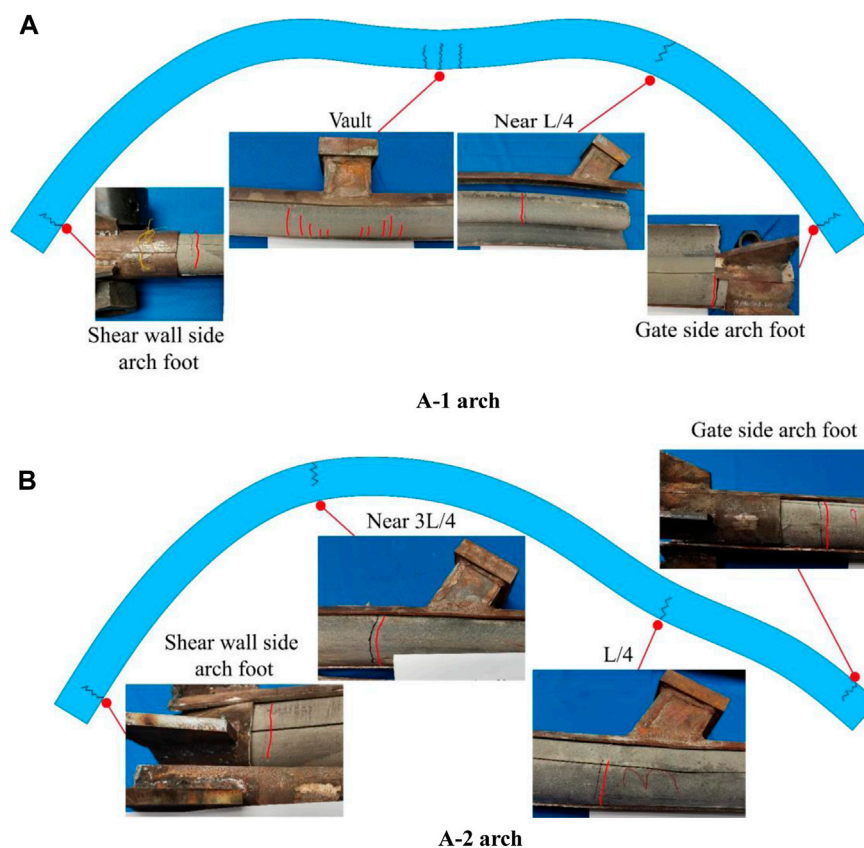 A
Vault
Near L/4
Shear wall side
arch foot
Gate side arch foot
A-1 arch
Gate side arch foot
B
Near 3L/4
Shear wall side
arch foot
L/4
A-2 arch